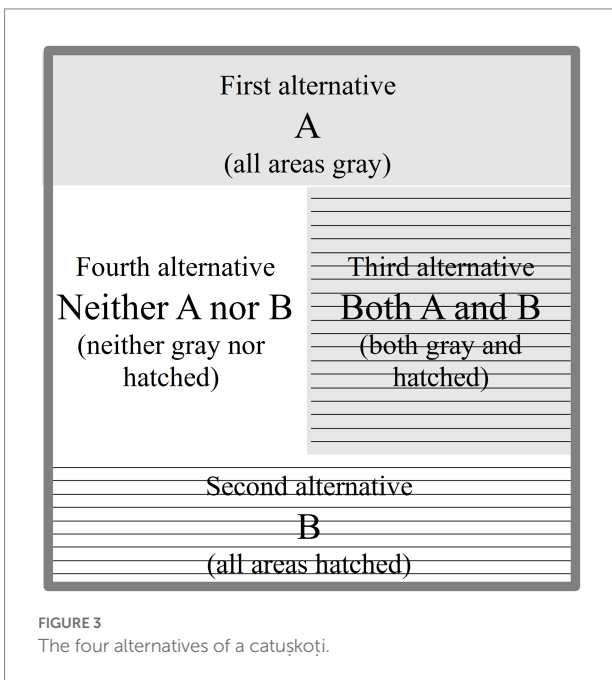 First alternative
A
(all areas gray)
Fourth alternative
Neither A nor B
(neither gray nor
hatched)
Third alternative
Both A and B
(both gray and
hatched)
Second alternative
B
(all areas hatched)
FIGURE 3
The four alternatives of a catuṣkoṭi.